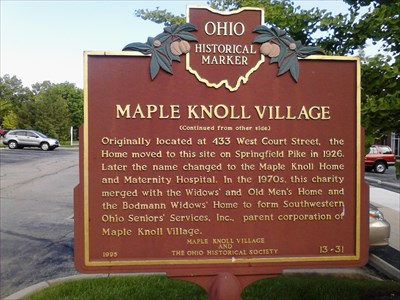 OHIO
HISTORICAL
MARKER
MAPLE KNOLL VILLAGE
(Continued from other side)
Originally located at 433 West Court Street, the
Home moved to this site on Springfield Pike in 1926.
Later the name changed to the Maple Knoll Home
and Maternity Hospital. In the 1970s, this charity
merged with the Widows' and Old Men's Home and
the Bodmann Widows' Home to form Southwestern
Ohio Seniors' Services, Inc., parent corporation of
Maple Knoll Village.
MAPLE KNOLL VILLAGE
AND
THE OHIO HISTORICAL SOCIETY
1998
13-31